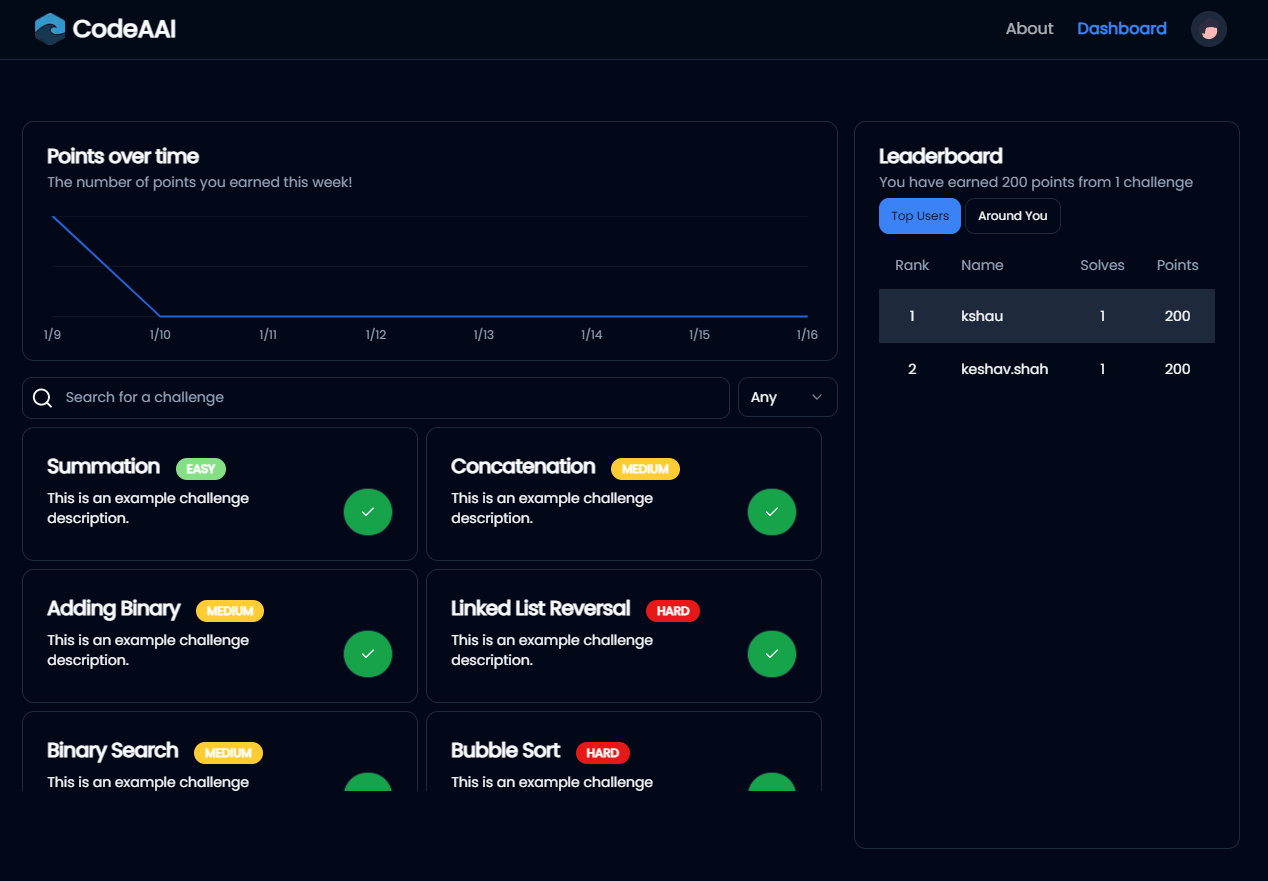 CodeAAI
About
Dashboard
Points over time
The number of points you earned this week!
1/9 1/10 1/11 1/12 1/13 1/14 1/15 1/16
Search for a challenge
Any
Summation EASY
This is an example challenge
description.
Concatenation MEDIUM
This is an example challenge
description.
Adding Binary MEDIUM
This is an example challenge
description.
Linked List Reversal HARD
This is an example challenge
description.
Binary Search MEDIUM
This is an example challenge
Bubble Sort HARD
This is an example challenge
Leaderboard
You have earned 200 points from 1 challenge
Top Users
Around You
Rank Name Solves Points
1 kshau 1 200
2 keshav.shah 1 200